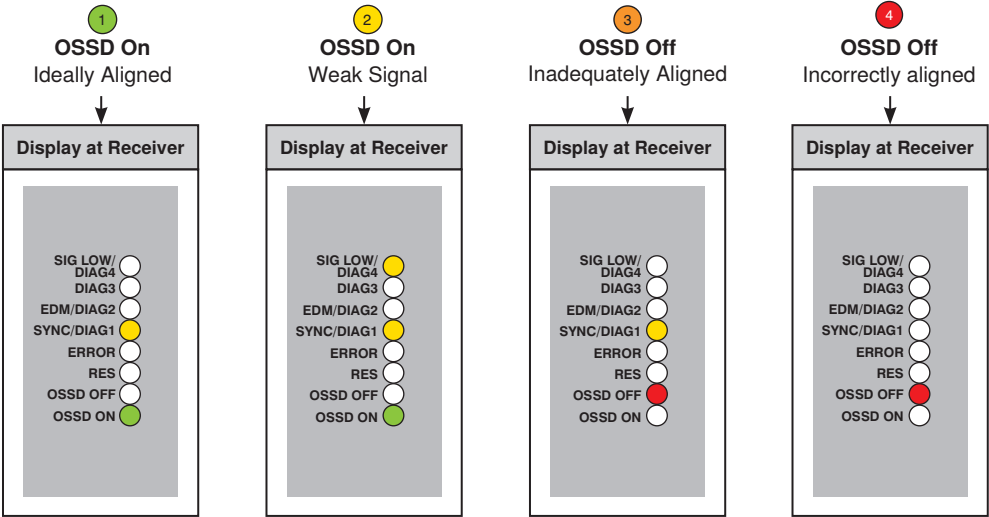 1
OSSD On
Ideally Aligned
Display at Receiver
SIG LOW/
DIAG4
DIAG3
EDM/DIAG2
SYNC/DIAG1
ERROR
RES
OSSD OFF
OSSD ON
2
OSSD On
Weak Signal
Display at Receiver
SIG LOW/
DIAG4
DIAG3
EDM/DIAG2
SYNC/DIAG1
ERROR
RES
OSSD OFF
OSSD ON
3
OSSD Off
Inadequately Aligned
Display at Receiver
SIG LOW/
DIAG4
DIAG3
EDM/DIAG2
SYNC/DIAG1
ERROR
RES
OSSD OFF
OSSD ON
4
OSSD Off
Incorrectly aligned
Display at Receiver
SIG LOW/
DIAG4
DIAG3
EDM/DIAG2
SYNC/DIAG1
ERROR
RES
OSSD OFF
OSSD ON